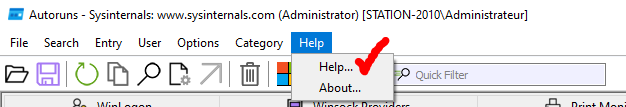 Autoruns - Sysinternals: www.sysinternals.com (Administrator) [STATION-2010\Administrateur]
File Search Entry User Options Category Help
Help...
Quick Filter
About...
WinLogon Winsock Providers Print Moni